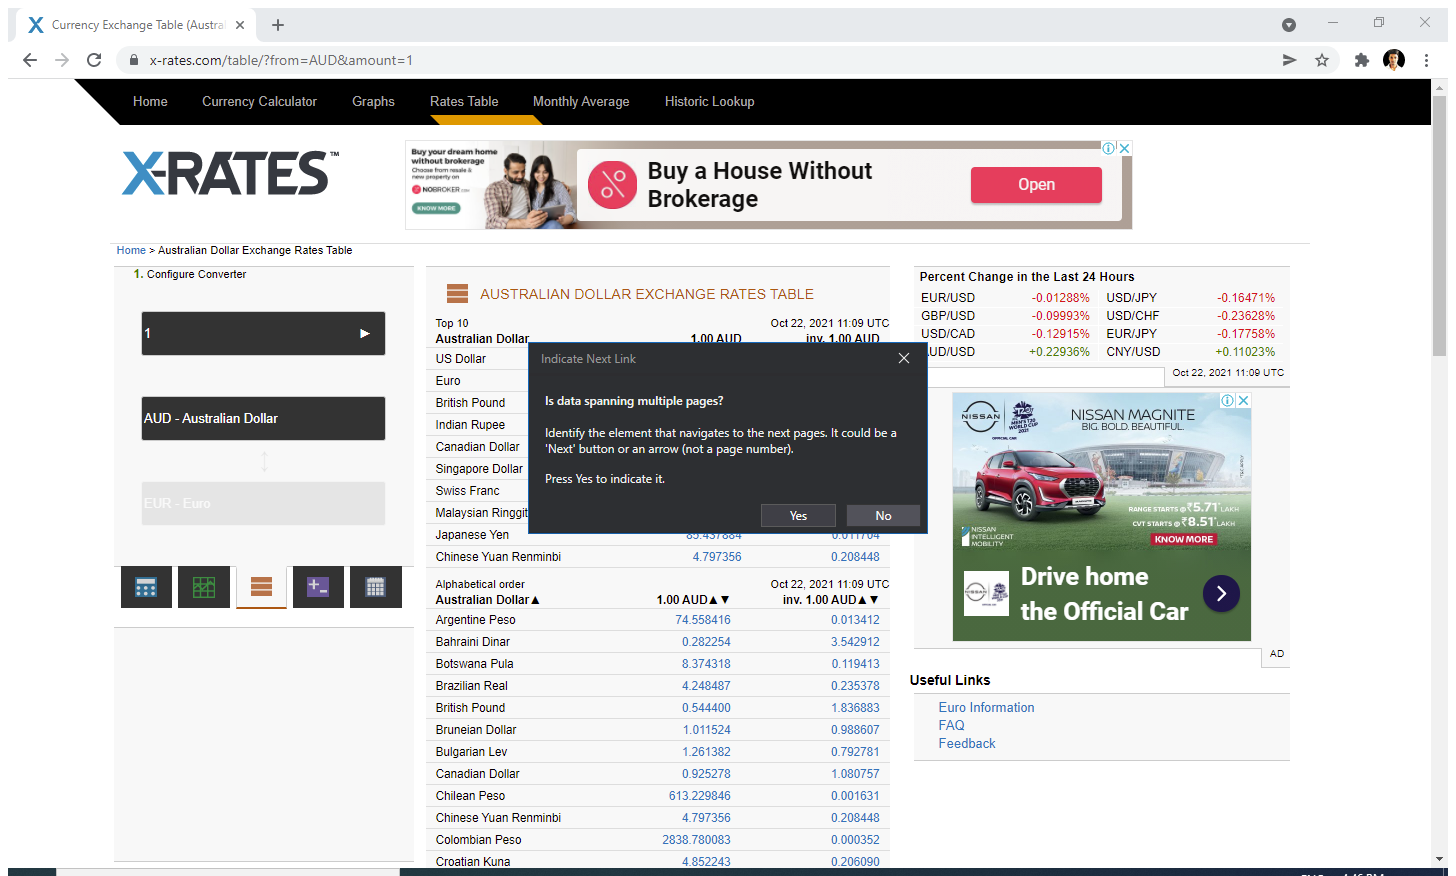 Currency Exchange Table (Austral
x-rates.com/table/?from=AUD&amount=1
Home Currency Calculator Graphs Rates Table Monthly Average Historic Lookup
X-RATES™
Buy your dream home
without brokerage
Choose from resale &
new property on
NOBROKER.COM
KNOW MORE
Buy a House Without
Brokerage
Open
Home > Australian Dollar Exchange Rates Table
1. Configure Converter
1
AUD - Australian Dollar
EUR - Euro
AUSTRALIAN DOLLAR EXCHANGE RATES TABLE
Top 10 Oct 22, 2021 11:09 UTC
Australian Dollar 1.00 AUD inv. 1.00 AUD
US Dollar
Euro
British Pound
Indian Rupee
Canadian Dollar
Singapore Dollar
Swiss Franc
Malaysian Ringgit
Japanese Yen 85.437884 0.011704
Chinese Yuan Renminbi 4.797356 0.208448
Indicate Next Link
Is data spanning multiple pages?
Identify the element that navigates to the next pages. It could be a
'Next' button or an arrow (not a page number).
Press Yes to indicate it.
Yes No
Alphabetical order Oct 22, 2021 11:09 UTC
Australian Dollar▲ 1.00 AUD▲▼ inv. 1.00 AUD▲▼
Argentine Peso 74.558416 0.013412
Bahraini Dinar 0.282254 3.542912
Botswana Pula 8.374318 0.119413
Brazilian Real 4.248487 0.235378
British Pound 0.544400 1.836883
Bruneian Dollar 1.011524 0.988607
Bulgarian Lev 1.261382 0.792781
Canadian Dollar 0.925278 1.080757
Chilean Peso 613.229846 0.001631
Chinese Yuan Renminbi 4.797356 0.208448
Colombian Peso 2838.780083 0.000352
Croatian Kuna 4.852243 0.206090
Percent Change in the Last 24 Hours
EUR/USD -0.01288% USD/JPY -0.16471%
GBP/USD -0.09993% USD/CHF -0.23628%
USD/CAD -0.12915% EUR/JPY -0.17758%
AUD/USD +0.22936% CNY/USD +0.11023%
Oct 22, 2021 11:09 UTC
NISSAN
OFFICIAL CAR
NISSAN MAGNITE
BIG. BOLD. BEAUTIFUL.
RANGE STARTS @ ₹5.71* LAKH
CVT STARTS @ ₹8.51* LAKH
KNOW MORE
NISSAN
INTELLIGENT
MOBILITY
Drive home
the Official Car
AD
Useful Links
Euro Information
FAQ
Feedback